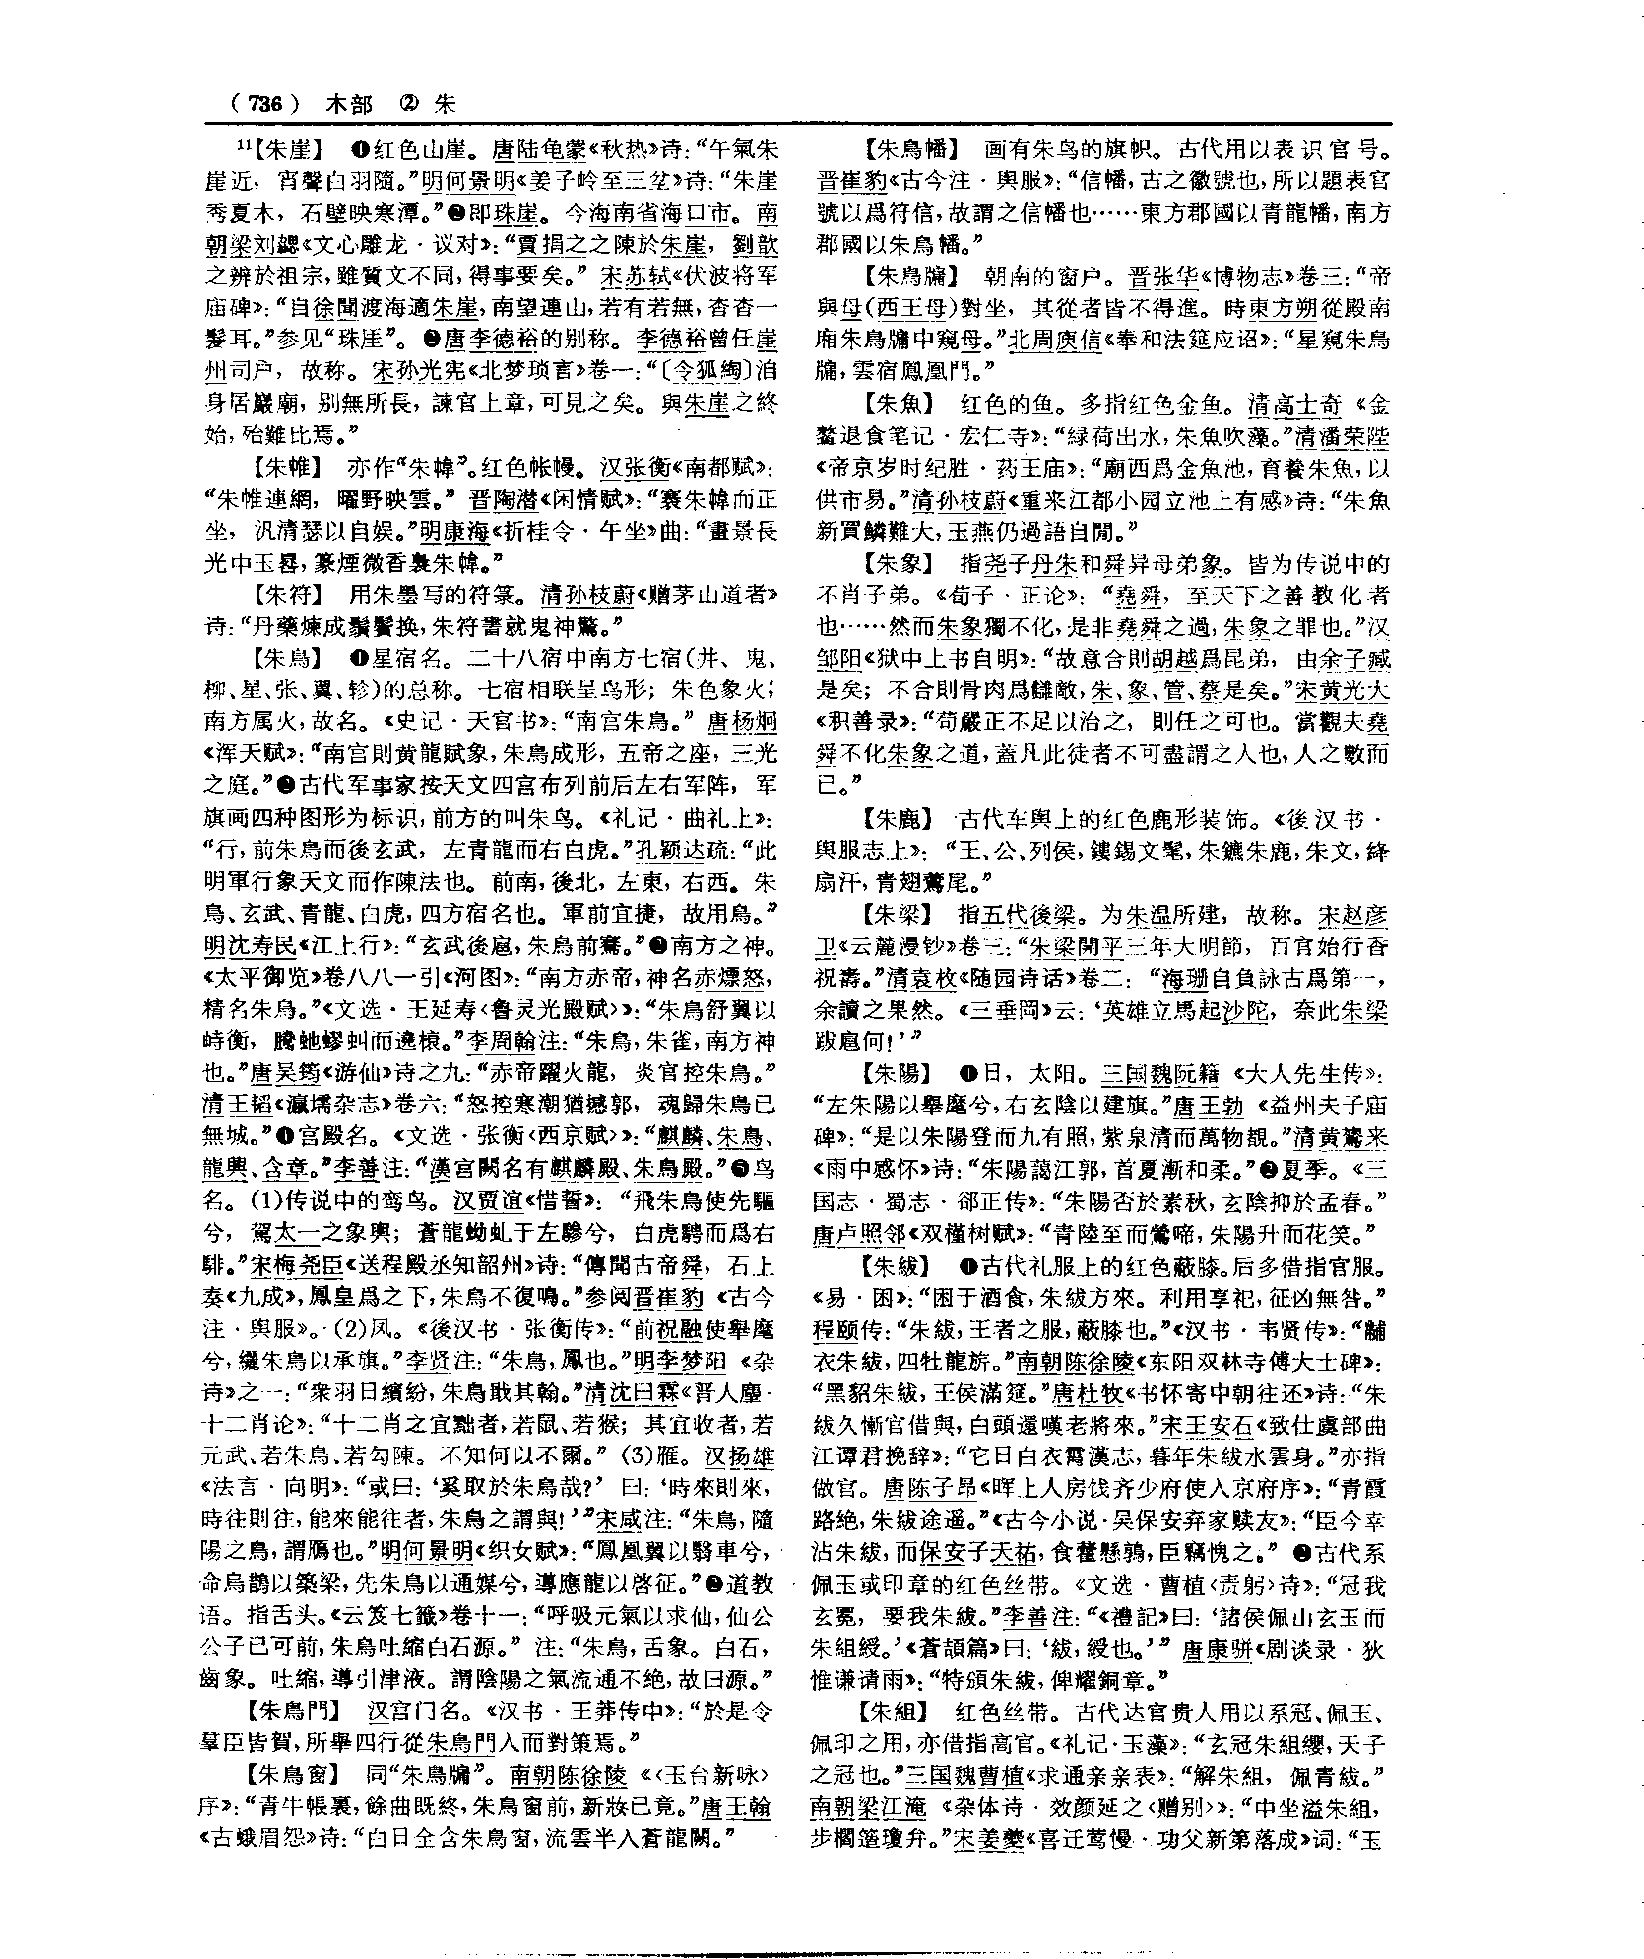 （736） 木部 ② 朱
11【朱崖】 ❶红色山崖。唐陆龟蒙《秋热》诗：“午氣朱
崖近，宵聲白羽隨。”明何景明《姜子岭至三岔》诗：“朱崖
秀夏木，石壁映寒潭。”❷即珠崖。今海南省海口市。南
朝梁刘勰《文心雕龙·议对》：“賈捐之之陳於朱崖，劉歆
之辨於祖宗，雖質文不同，得事要矣。”宋苏轼《伏波将军
庙碑》：“自徐聞渡海適朱崖，南望連山，若有若無，杳杳一
髮耳。”参见“珠厓”。❸唐李德裕的别称。李德裕曾任崖
州司户，故称。宋孙光宪《北梦琐言》卷一：“〔令狐綯〕洎
身居巖廟，别無所長，諫官上章，可見之矣。與朱崖之終
始，殆難比焉。”
【朱帷】 亦作“朱幃”。红色帐幔。汉张衡《南都赋》：
“朱帷連網，曜野映雲。”晋陶潜《闲情赋》：“褰朱幃而正
坐，汎清瑟以自娱。”明康海《折桂令·午坐》曲：“晝景長
光中玉晷，篆煙微香裊朱幃。”
【朱符】 用朱墨写的符箓。清孙枝蔚《赠茅山道者》
诗：“丹藥煉成鬚鬢换，朱符書就鬼神驚。”
【朱鳥】 ❶星宿名。二十八宿中南方七宿（井、鬼、
柳、星、张、翼、轸）的总称。七宿相联呈鸟形；朱色象火；
南方属火，故名。《史记·天官书》：“南宫朱鳥。”唐杨炯
《浑天赋》：“南宫則黄龍賦象，朱鳥成形，五帝之座，三光
之庭。”❷古代军事家按天文四宫布列前后左右军阵，军
旗画四种图形为标识，前方的叫朱鸟。《礼记·曲礼上》：
“行，前朱鳥而後玄武，左青龍而右白虎。”孔颖达疏：“此
明軍行象天文而作陳法也。前南，後北，左東，右西。朱
鳥、玄武、青龍、白虎，四方宿名也。軍前宜捷，故用鳥。”
明沈寿民《江上行》：“玄武後扈，朱鳥前騫。”❸南方之神。
《太平御览》卷八八一引《河图》：“南方赤帝，神名赤熛怒，
精名朱鳥。”《文选·王延寿〈鲁灵光殿赋〉》：“朱鳥舒翼以
峙衡，騰虵蟉虯而遶榱。”李周翰注：“朱鳥，朱雀，南方神
也。”唐吴筠《游仙》诗之九：“赤帝躍火龍，炎官控朱鳥。”
清王韬《瀛壖杂志》卷六：“怒控寒潮猶撼郭，魂歸朱鳥已
無城。”❹宫殿名。《文选·张衡〈西京赋〉》：“麒麟、朱鳥、
龍興、含章。”李善注：“漢宫闕名有麒麟殿、朱鳥殿。”❺鸟
名。(1)传说中的鸾鸟。汉贾谊《惜誓》：“飛朱鳥使先驅
兮，駕太一之象輿；蒼龍蚴虬于左驂兮，白虎騁而爲右
騑。”宋梅尧臣《送程殿丞知韶州》诗：“傳聞古帝舜，石上
奏《九成》，鳳皇爲之下，朱鳥不復鳴。”参阅晋崔豹《古今
注·舆服》。(2)凤。《後汉书·张衡传》：“前祝融使舉麾
兮，纚朱鳥以承旗。”李贤注：“朱鳥，鳳也。”明李梦阳《杂
诗》之一：“衆羽日繽紛，朱鳥戢其翰。”清沈曰霖《晋人麈·
十二肖论》：“十二肖之宜黜者，若鼠、若猴；其宜收者，若
元武、若朱鳥、若勾陳。不知何以不爾。”(3)雁。汉扬雄
《法言·问明》：“或曰：‘奚取於朱鳥哉？’曰：‘時來則來，
時往則往，能來能往者，朱鳥之謂與！’”宋咸注：“朱鳥，隨
陽之鳥，謂鴈也。”明何景明《织女赋》：“鳳凰翼以翳車兮，
命烏鵲以築梁，先朱鳥以通媒兮，導應龍以啓征。”❻道教
语。指舌头。《云笈七籤》卷十一：“呼吸元氣以求仙，仙公
公子已可前，朱鳥吐縮白石源。”注：“朱鳥，舌象。白石，
齒象。吐縮，導引津液。謂陰陽之氣流通不绝，故曰源。”
【朱鳥門】 汉宫门名。《汉书·王莽传中》：“於是令
羣臣皆賀，所舉四行從朱鳥門入而對策焉。”
【朱鳥窗】 同“朱鳥牖”。南朝陈徐陵《〈玉台新咏〉
序》：“青牛帳裏，餘曲既終，朱鳥窗前，新妝已竟。”唐王翰
《古蛾眉怨》诗：“白日全含朱鳥窗，流雲半入蒼龍闕。”
【朱鳥幡】 画有朱鸟的旗帜。古代用以表识官号。
晋崔豹《古今注·舆服》：“信幡，古之徽號也，所以題表官
號以爲符信，故謂之信幡也……東方郡國以青龍幡，南方
郡國以朱鳥幡。”
【朱鳥牖】 朝南的窗户。晋张华《博物志》卷三：“帝
與母（西王母）對坐，其從者皆不得進。時東方朔從殿南
廂朱鳥牖中窺母。”北周庾信《奉和法筵应诏》：“星窺朱鳥
牖，雲宿鳳凰門。”
【朱魚】 红色的鱼。多指红色金鱼。清高士奇《金
鳌退食笔记·宏仁寺》：“緑荷出水，朱魚吹藻。”清潘荣陛
《帝京岁时纪胜·药王庙》：“廟西爲金魚池，育養朱魚，以
供市易。”清孙枝蔚《重来江都小园立池上有感》诗：“朱魚
新買鱗難大，玉燕仍過語自閒。”
【朱象】 指尧子丹朱和舜异母弟象。皆为传说中的
不肖子弟。《荀子·正论》：“堯舜，至天下之善教化者
也……然而朱象獨不化，是非堯舜之過，朱象之罪也。”汉
邹阳《狱中上书自明》：“故意合則胡越爲昆弟，由余子臧
是矣；不合則骨肉爲讎敵，朱、象、管、蔡是矣。”宋黄光大
《积善录》：“苟嚴正不足以治之，則任之可也。嘗觀夫堯
舜不化朱象之道，蓋凡此徒者不可盡謂之人也，人之數而
已。”
【朱鹿】 古代车舆上的红色鹿形装饰。《後汉书·
舆服志上》：“王、公、列侯，鏤錫文髦，朱鑣朱鹿，朱文，絳
扇汗，青翅鷰尾。”
【朱梁】 指五代後梁。为朱温所建，故称。宋赵彦
卫《云麓漫钞》卷三：“朱梁開平三年大明節，百官始行香
祝壽。”清袁枚《随园诗话》卷二：“海珊自負詠古爲第一，
余讀之果然。《三垂岡》云：‘英雄立馬起沙陀，奈此朱梁
跋扈何！’”
【朱陽】 ❶日，太阳。三国魏阮籍《大人先生传》：
“左朱陽以舉麾兮，右玄陰以建旗。”唐王勃《益州夫子庙
碑》：“是以朱陽登而九有照，紫泉清而萬物覩。”清黄鷟来
《雨中感怀》诗：“朱陽藹江郭，首夏漸和柔。”❷夏季。《三
国志·蜀志·郤正传》：“朱陽否於素秋，玄陰抑於孟春。”
唐卢照邻《双槿树赋》：“青陸至而鶯啼，朱陽升而花笑。”
【朱紱】 ❶古代礼服上的红色蔽膝。后多借指官服。
《易·困》：“困于酒食，朱紱方來。利用享祀，征凶無咎。”
程颐传：“朱紱，王者之服，蔽膝也。”《汉书·韦贤传》：“黼
衣朱紱，四牡龍旂。”南朝陈徐陵《东阳双林寺傅大士碑》：
“黑貂朱紱，王侯滿筵。”唐杜牧《书怀寄中朝往还》诗：“朱
紱久慚官借與，白頭還嘆老將來。”宋王安石《致仕虞部曲
江谭君挽辞》：“它日白衣霄漢志，暮年朱紱水雲身。”亦指
做官。唐陈子昂《晖上人房饯齐少府使入京府序》：“青霞
路絶，朱紱途遥。”《古今小说·吴保安弃家赎友》：“臣今幸
沾朱紱，而保安子天祐，食藿懸鶉，臣竊愧之。”❷古代系
佩玉或印章的红色丝带。《文选·曹植〈责躬〉诗》：“冠我
玄冕，要我朱紱。”李善注：“《禮記》曰：‘諸侯佩山玄玉而
朱組綬。’《蒼頡篇》曰：‘紱，綬也。’”唐康骈《剧谈录·狄
惟谦请雨》：“特頒朱紱，俾耀銅章。”
【朱組】 红色丝带。古代达官贵人用以系冠、佩玉、
佩印之用，亦借指高官。《礼记·玉藻》：“玄冠朱組纓，天子
之冠也。”三国魏曹植《求通亲亲表》：“解朱組，佩青紱。”
南朝梁江淹《杂体诗·效颜延之〈赠别〉》：“中坐溢朱組，
步櫩簉瓊弁。”宋姜夔《喜迁莺慢·功父新第落成》词：“玉